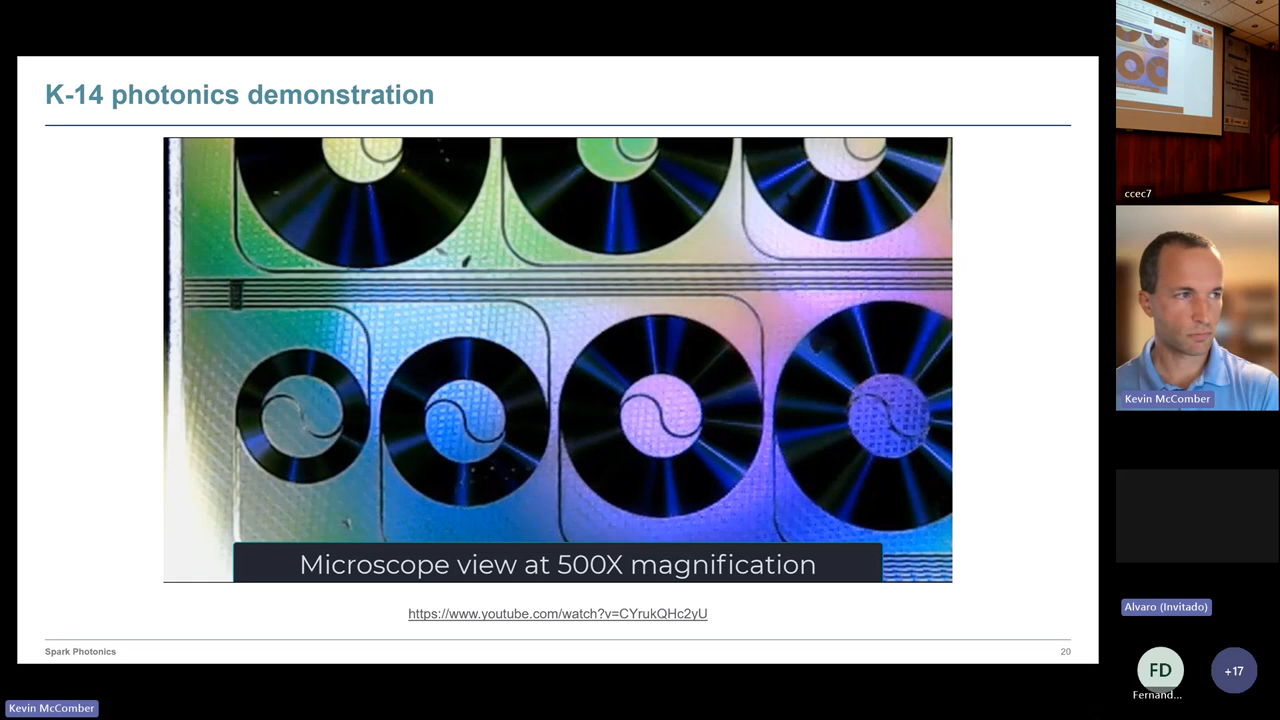 K-14 photonics demonstration
Microscope view at 500X magnification
https://www.youtube.com/watch?v=CYrukQHc2yU
Spark Photonics
20
ccec7
Kevin McComber
Alvaro (Invitado)
FD
Fernand...
+17
Kevin McComber